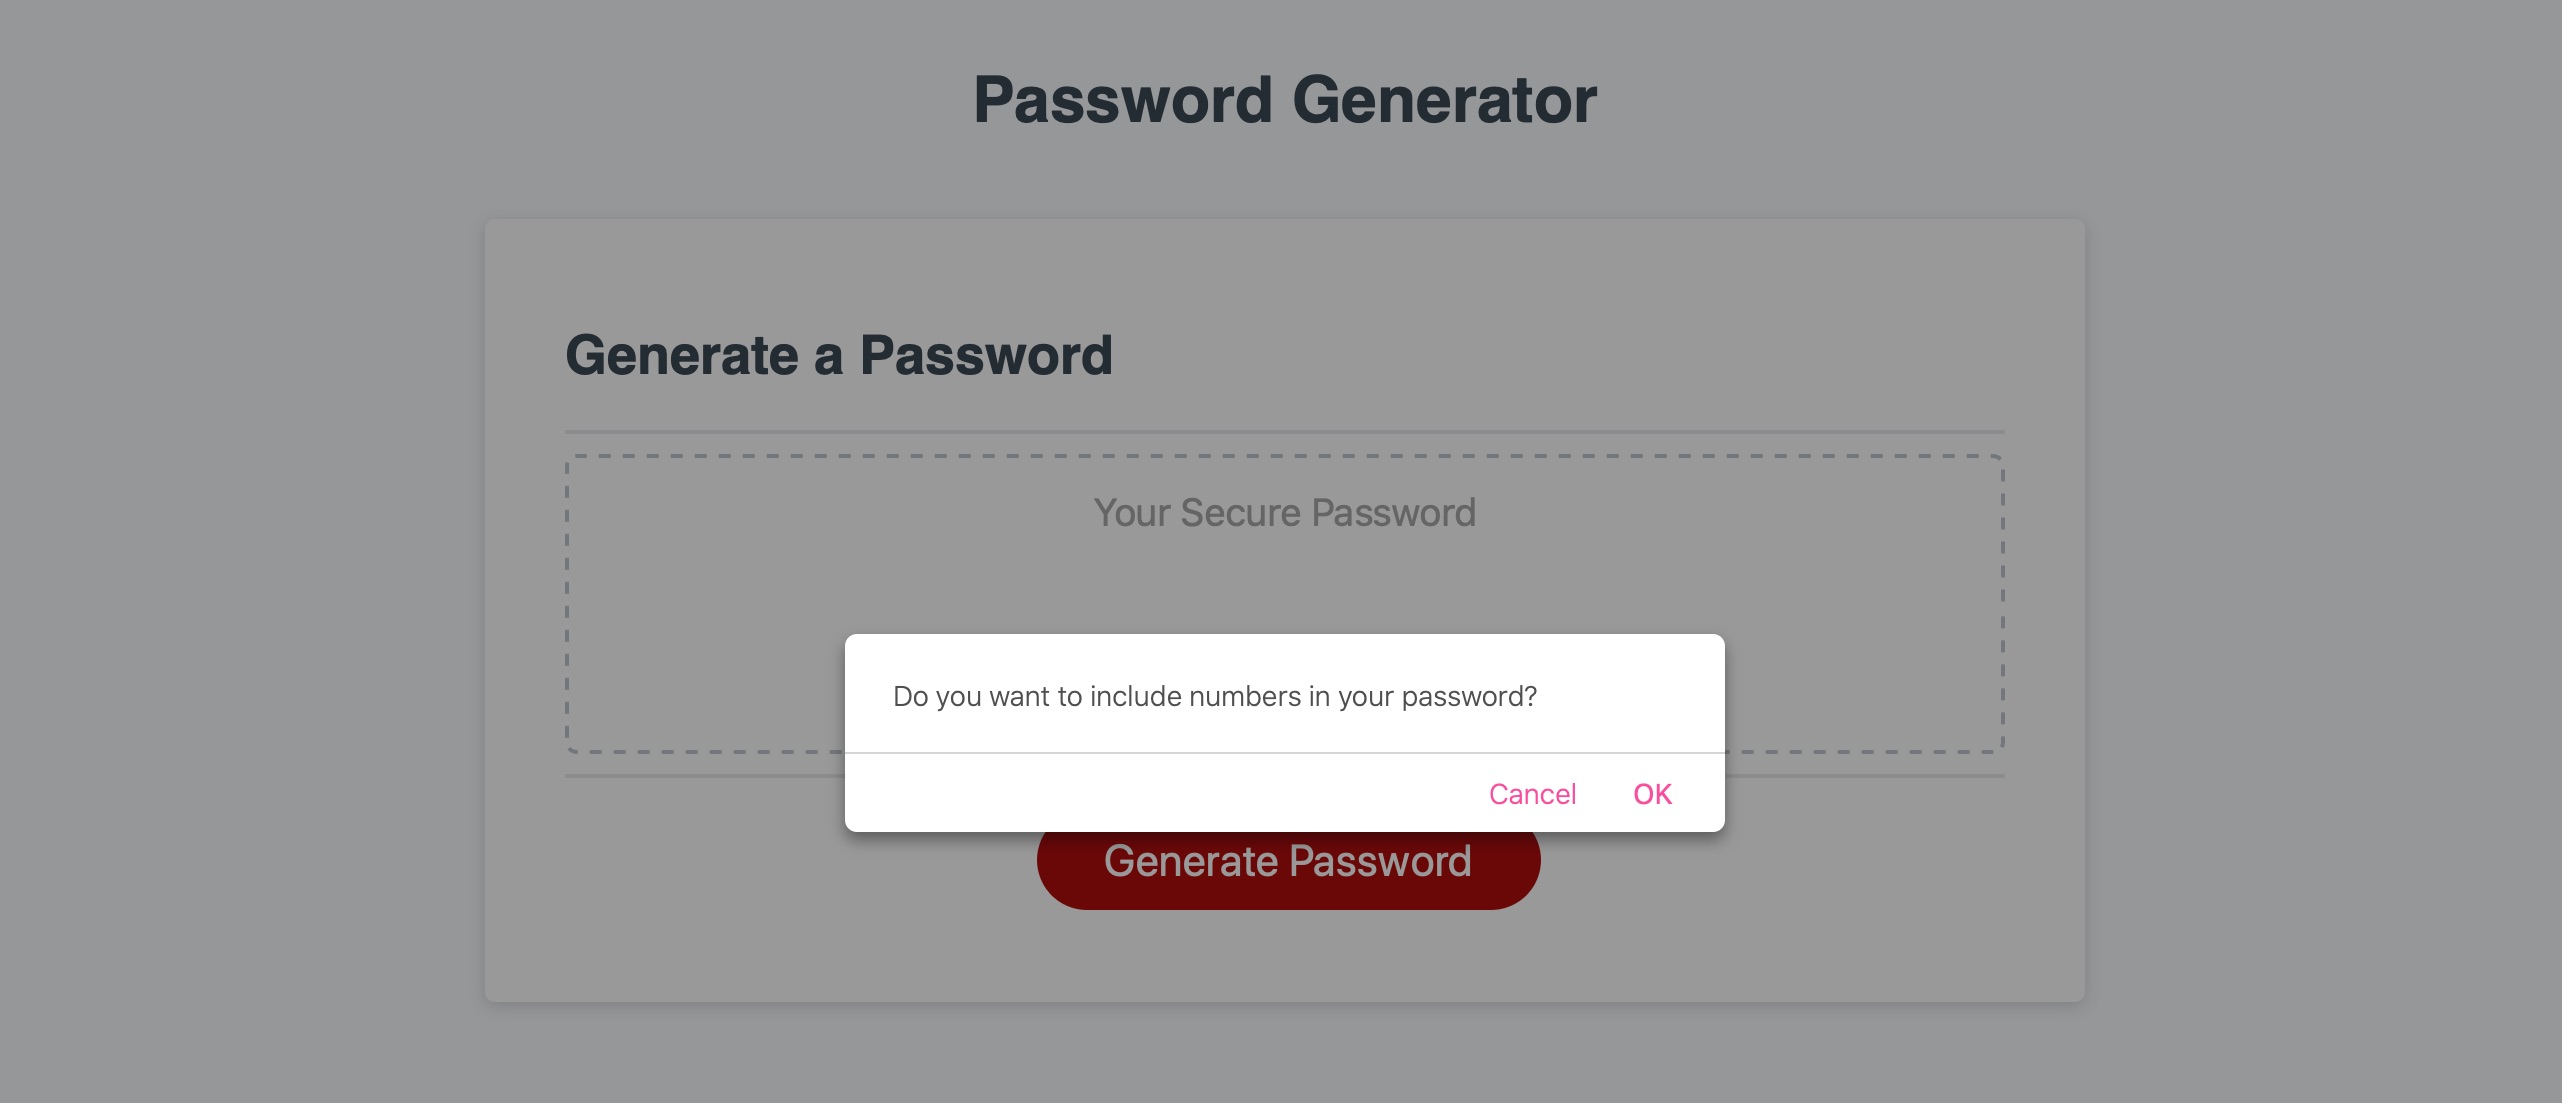 Password Generator
Generate a Password
Your Secure Password
Do you want to include numbers in your password?
Cancel OK
Generate Password